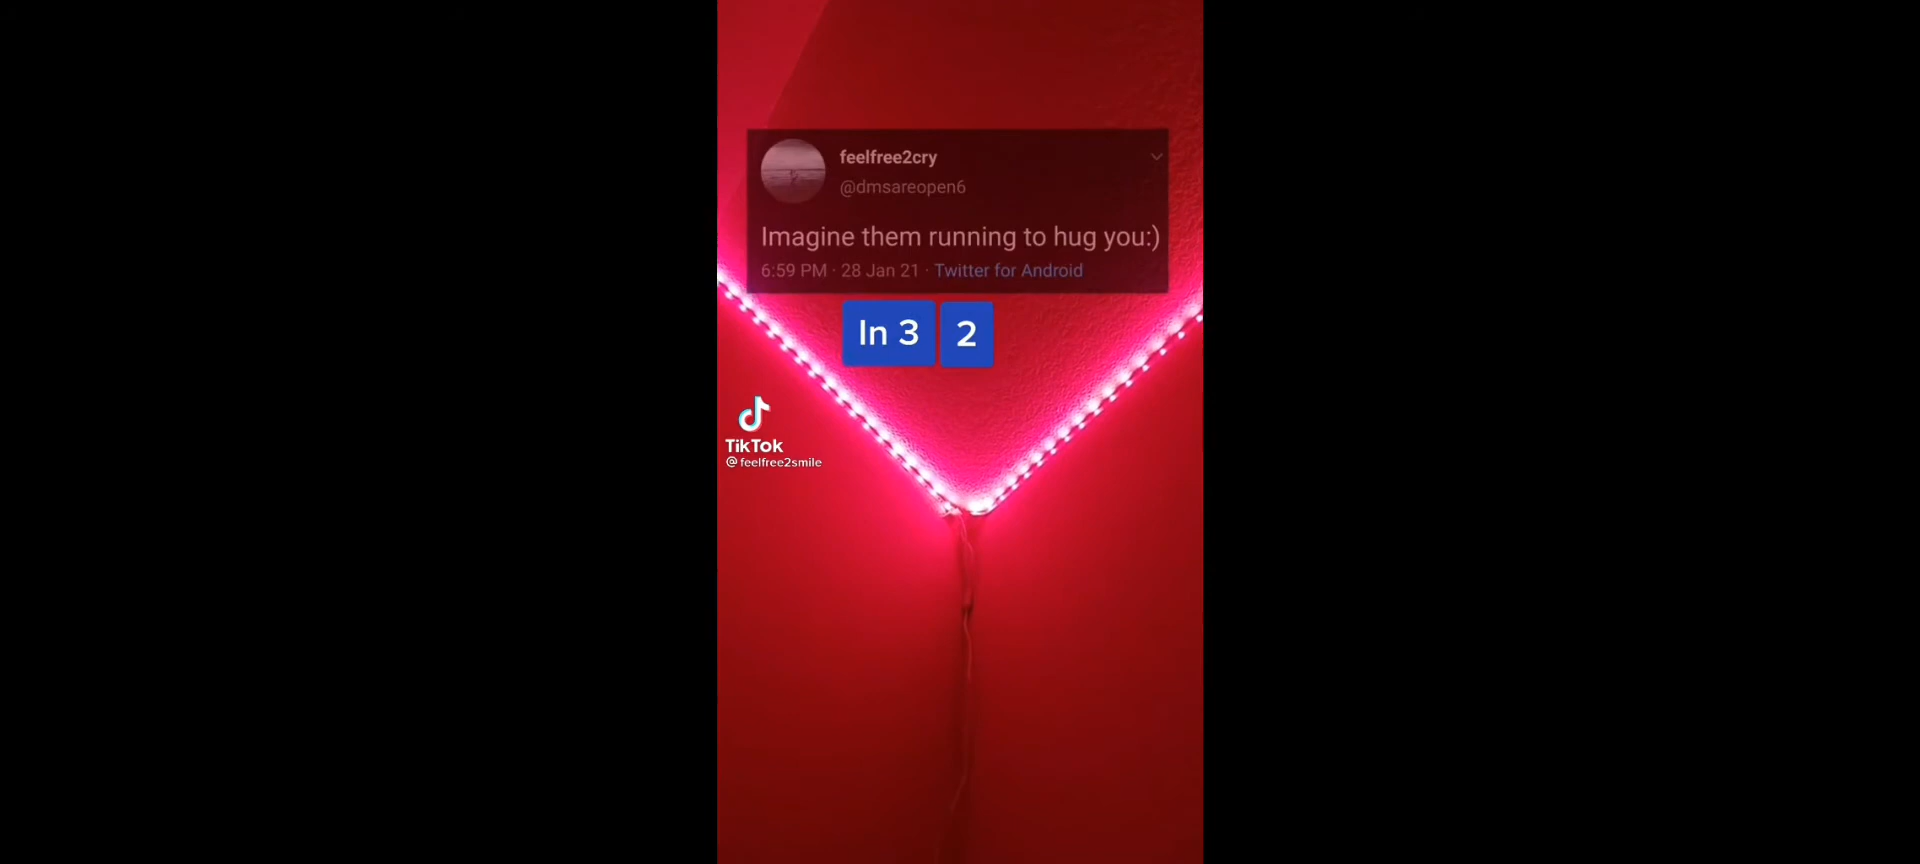 feelfree2cry
@dmsareopen6
Imagine them running to hug you:)
6:59 PM · 28 Jan 21 · Twitter for Android
In 3 2
TikTok
@feelfree2smile